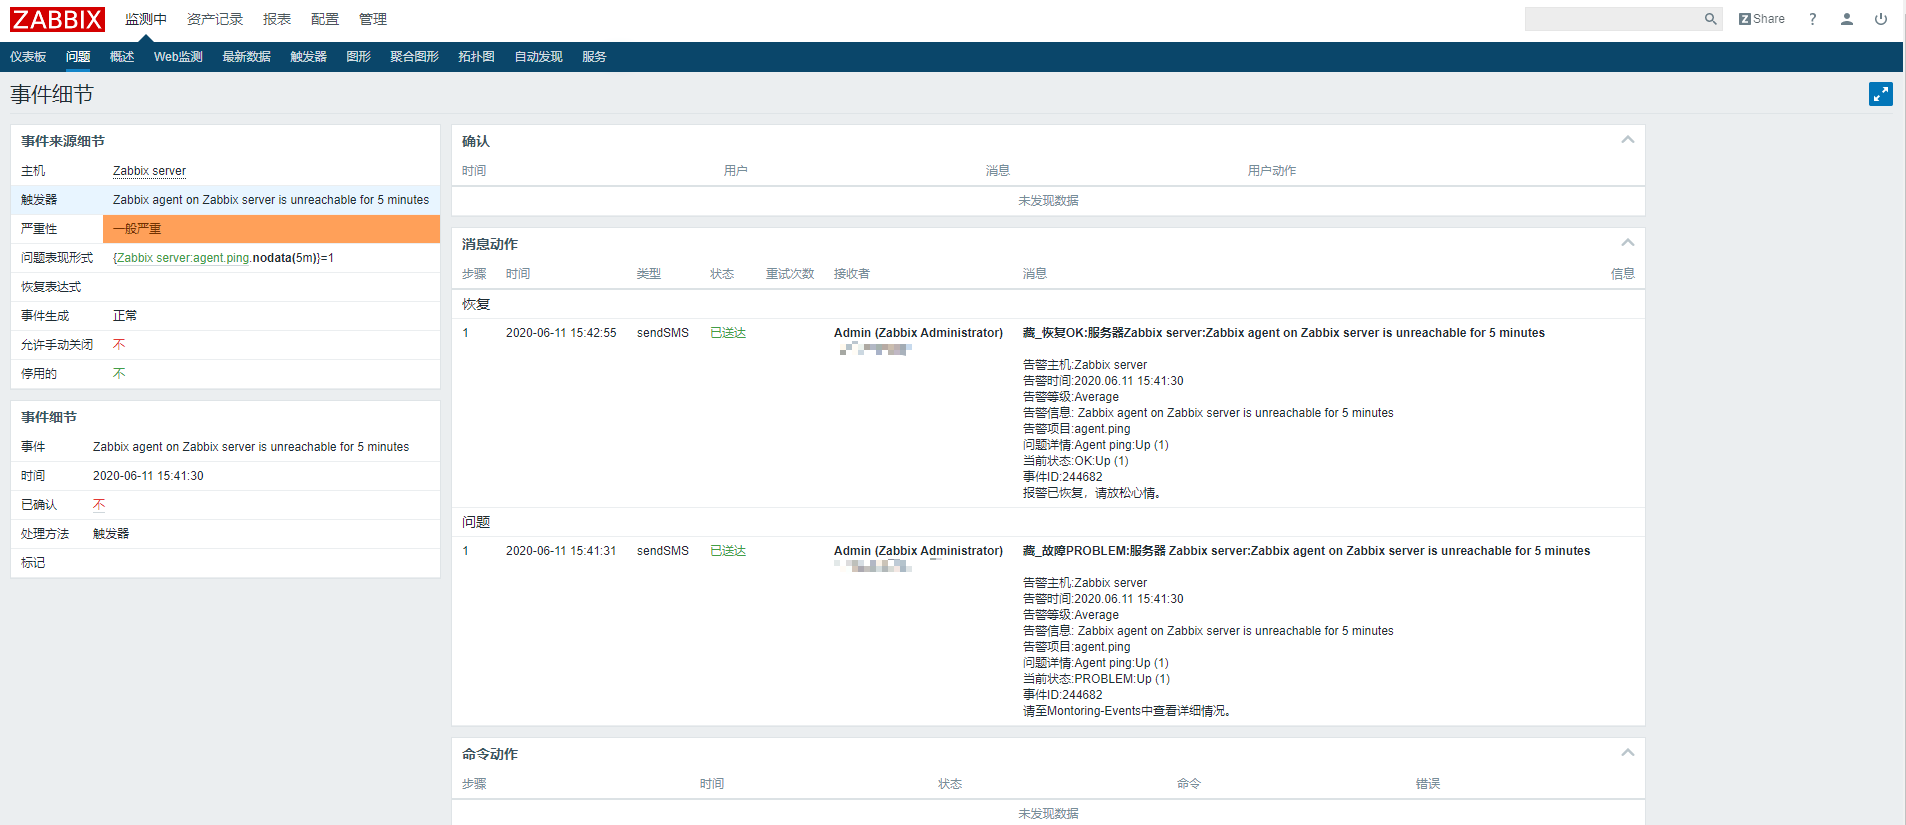 ZABBIX 监测中 资产记录 报表 配置 管理 Z Share ?
仪表板 问题 概述 Web监测 最新数据 触发器 图形 聚合图形 拓扑图 自动发现 服务
事件细节
事件来源细节
主机 Zabbix server
触发器 Zabbix agent on Zabbix server is unreachable for 5 minutes
严重性 一般严重
问题表现形式 {Zabbix server:agent.ping.nodata(5m)}=1
恢复表达式
事件生成 正常
允许手动关闭 不
停用的 不
事件细节
事件 Zabbix agent on Zabbix server is unreachable for 5 minutes
时间 2020-06-11 15:41:30
已确认 不
处理方法 触发器
标记
确认
时间 用户 消息 用户动作
未发现数据
消息动作
步骤 时间 类型 状态 重试次数 接收者 消息 信息
恢复
1 2020-06-11 15:42:55 sendSMS 已送达 Admin (Zabbix Administrator) 藏_恢复OK:服务器Zabbix server:Zabbix agent on Zabbix server is unreachable for 5 minutes
告警主机:Zabbix server
告警时间:2020.06.11 15:41:30
告警等级:Average
告警信息: Zabbix agent on Zabbix server is unreachable for 5 minutes
告警项目:agent.ping
问题详情:Agent ping:Up (1)
当前状态:OK:Up (1)
事件ID:244682
报警已恢复，请放松心情。
问题
1 2020-06-11 15:41:31 sendSMS 已送达 Admin (Zabbix Administrator) 藏_故障PROBLEM:服务器 Zabbix server:Zabbix agent on Zabbix server is unreachable for 5 minutes
告警主机:Zabbix server
告警时间:2020.06.11 15:41:30
告警等级:Average
告警信息: Zabbix agent on Zabbix server is unreachable for 5 minutes
告警项目:agent.ping
问题详情:Agent ping:Up (1)
当前状态:PROBLEM:Up (1)
事件ID:244682
请至Montoring-Events中查看详细情况。
命令动作
步骤 时间 状态 命令 错误
未发现数据